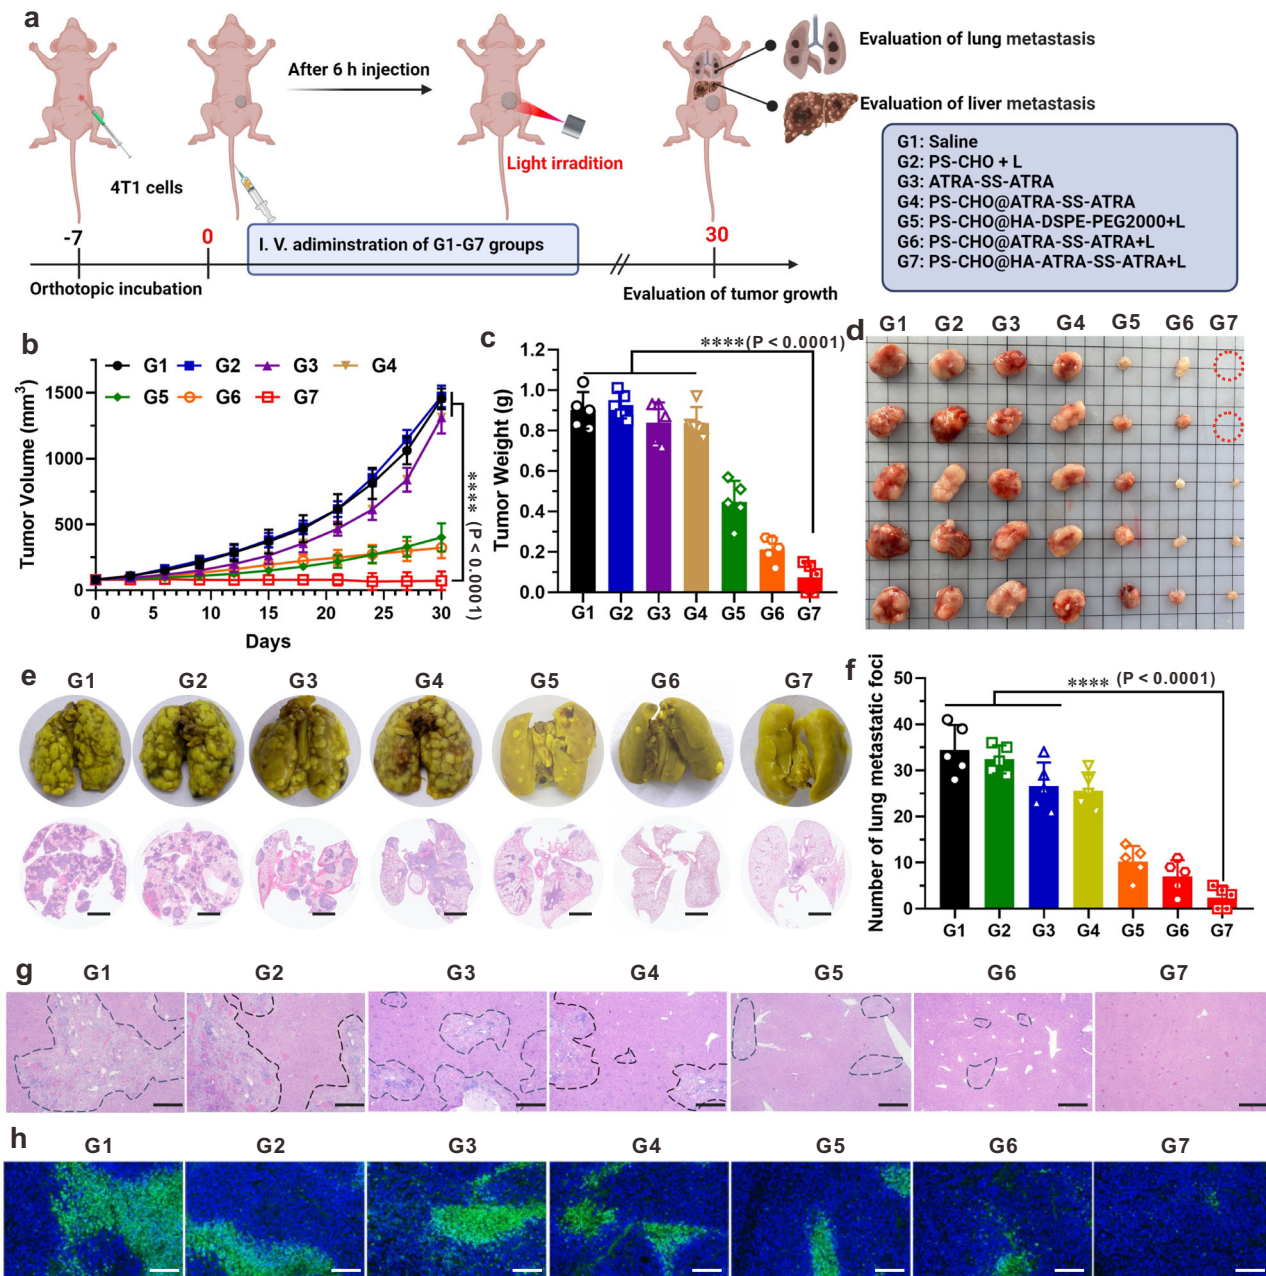 a
After 6 h injection
Evaluation of lung metastasis
Evaluation of liver metastasis
Light irradition
4T1 cells
G1: Saline
G2: PS-CHO + L
G3: ATRA-SS-ATRA
G4: PS-CHO@ATRA-SS-ATRA
G5: PS-CHO@HA-DSPE-PEG2000+L
G6: PS-CHO@ATRA-SS-ATRA+L
G7: PS-CHO@HA-ATRA-SS-ATRA+L
-7
0
I. V. adiminstration of G1-G7 groups
30
Orthotopic incubation
Evaluation of tumor growth
b
G1 G2 G3 G4
G5 G6 G7
Tumor Volume (mm³)
1500
1000
500
0
0 5 10 15 20 25 30
Days
**** (P < 0.0001)
c
****(P < 0.0001)
Tumor Weight (g)
1.2
1.0
0.8
0.6
0.4
0.2
0.0
G1 G2 G3 G4 G5 G6 G7
d
G1 G2 G3 G4 G5 G6 G7
e
G1 G2 G3 G4 G5 G6 G7
f
**** (P < 0.0001)
Number of lung metastatic foci
50
40
30
20
10
0
G1 G2 G3 G4 G5 G6 G7
g
G1 G2 G3 G4 G5 G6 G7
h
G1 G2 G3 G4 G5 G6 G7